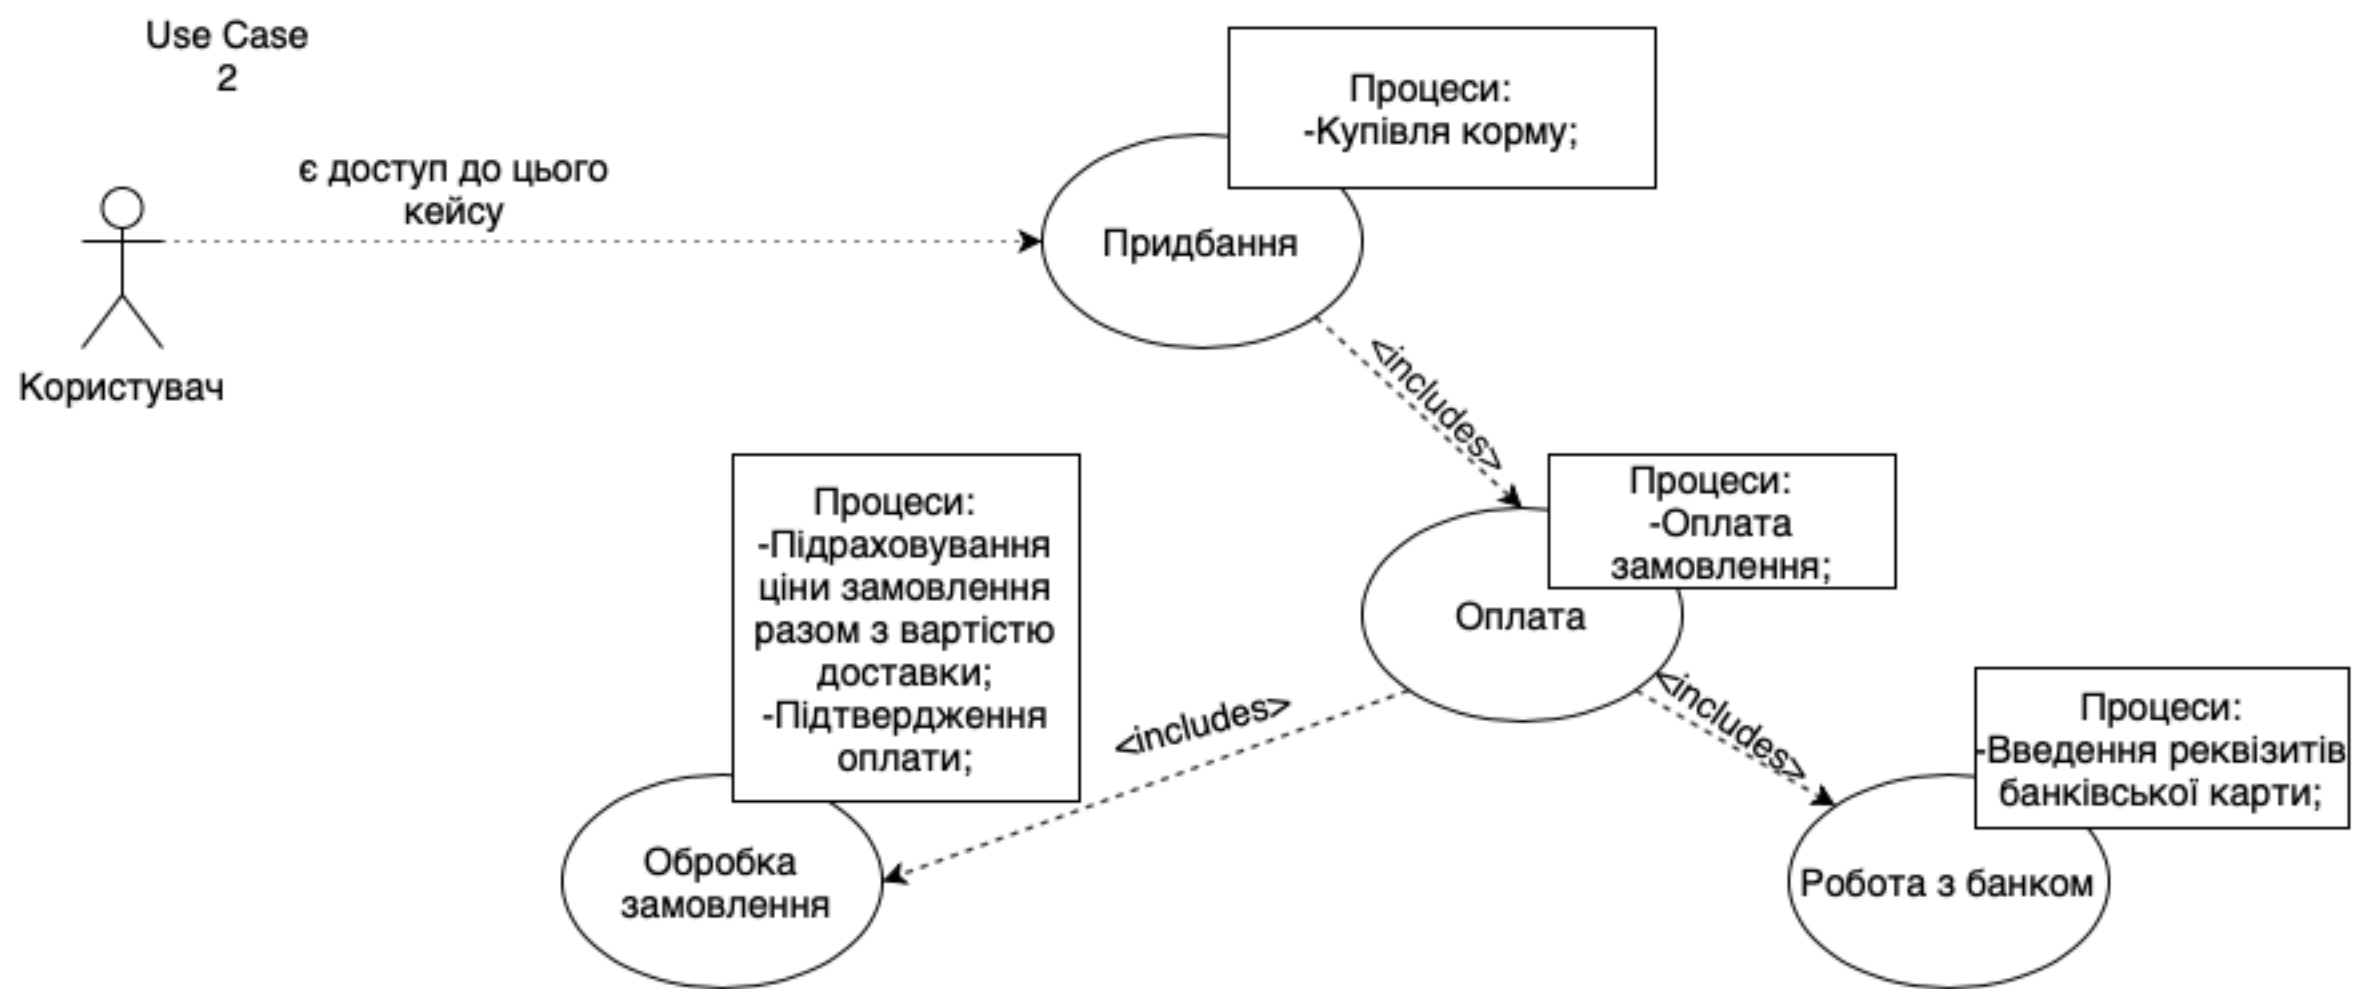 Use Case
2
Процеси:
-Купівля корму;
є доступ до цього
кейсу
Придбання
Користувач
<includes>
Процеси:
-Підраховування
ціни замовлення
разом з вартістю
доставки;
-Підтвердження
оплати;
Процеси:
-Оплата
замовлення;
Оплата
<includes>
<includes>
Процеси:
-Введення реквізитів
банківської карти;
Обробка
замовлення
Робота з банком